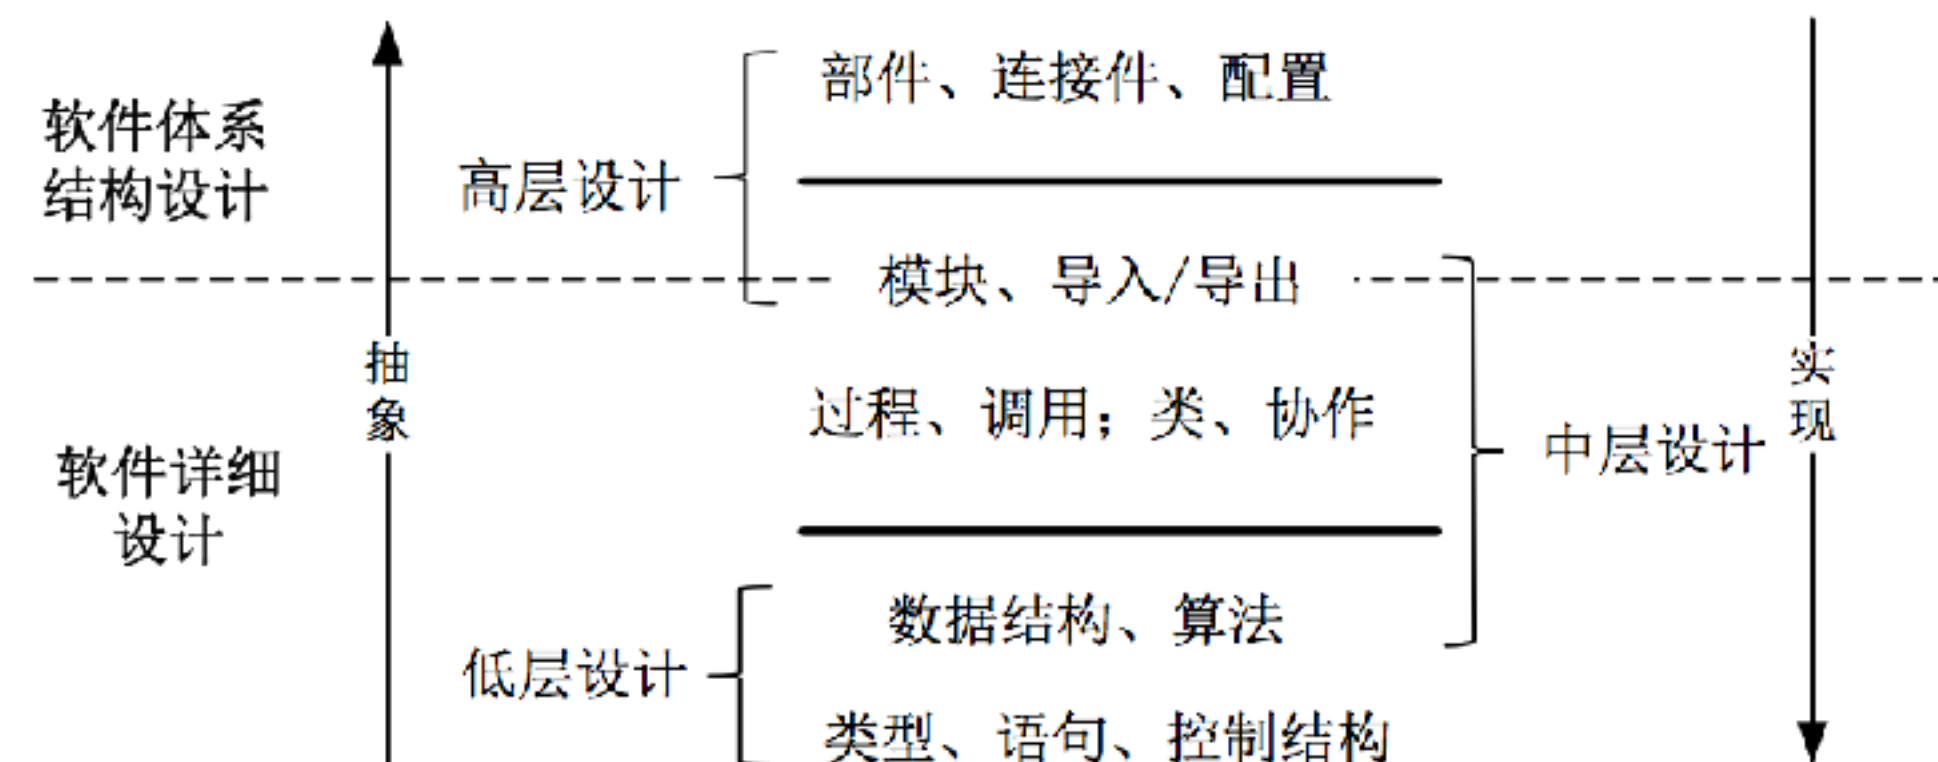 部件、连接件、配置
软件体系
结构设计
高层设计
模块、导入/导出
抽
象
实
现
过程、调用；类、协作
中层设计
软件详细
设计
数据结构、算法
低层设计
类型、语句、控制结构